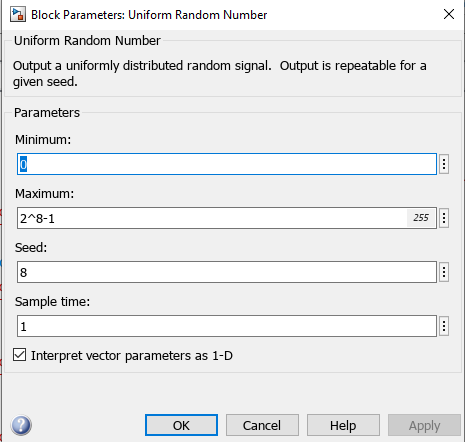 Block Parameters: Uniform Random Number
Uniform Random Number
Output a uniformly distributed random signal.  Output is repeatable for a
given seed.
Parameters
Minimum:
0
Maximum:
2^8-1
255
Seed:
8
Sample time:
1
Interpret vector parameters as 1-D
OK
Cancel
Help
Apply